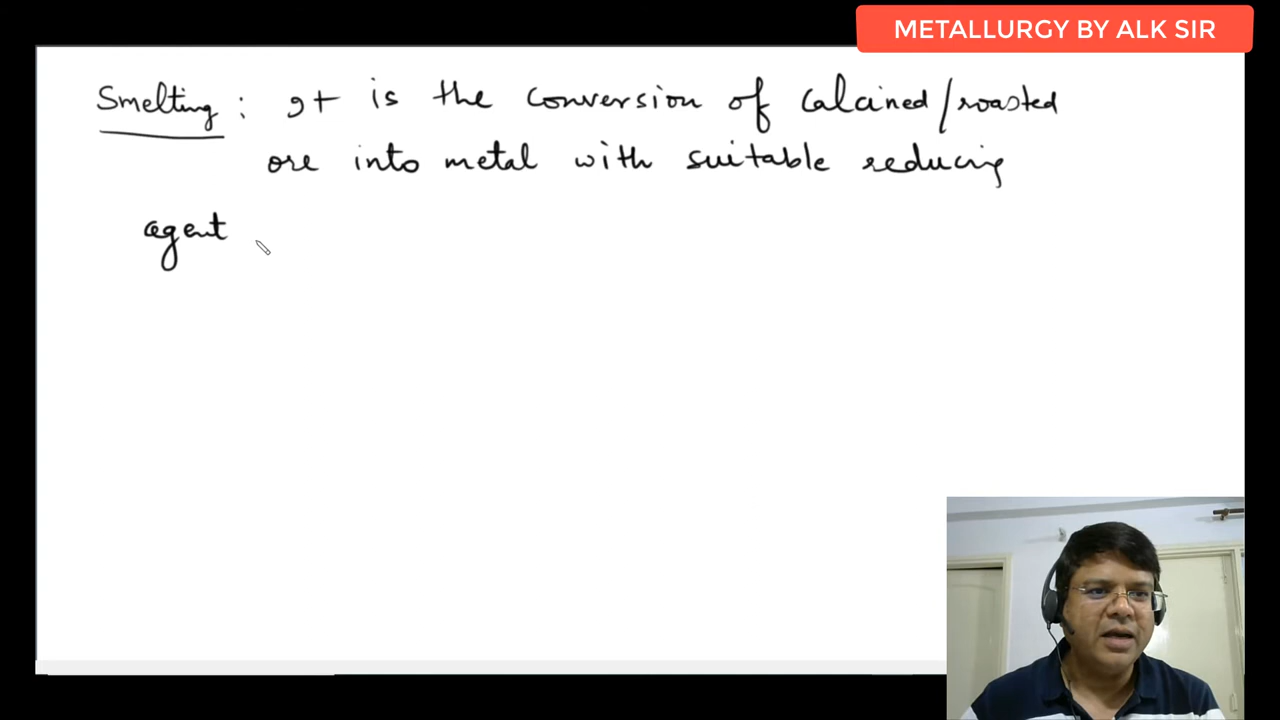 METALLURGY BY ALK SIR
Smelting : It is the conversion of calcined/roasted
ore into metal with suitable reducing
agent